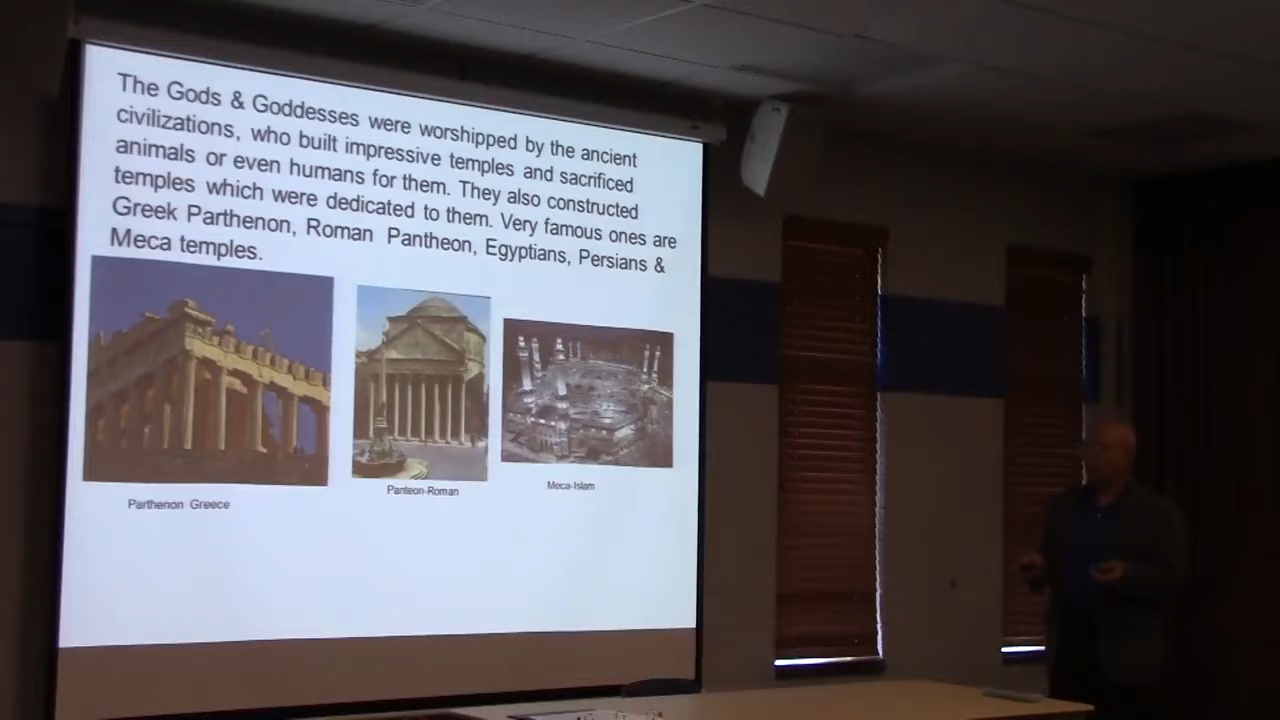 The Gods & Goddesses were worshipped by the ancient
civilizations, who built impressive temples and sacrificed
animals or even humans for them. They also constructed
temples which were dedicated to them. Very famous ones are
Greek Parthenon, Roman Pantheon, Egyptians, Persians &
Meca temples.
Parthenon Greece
Panteon-Roman
Meca-Islam